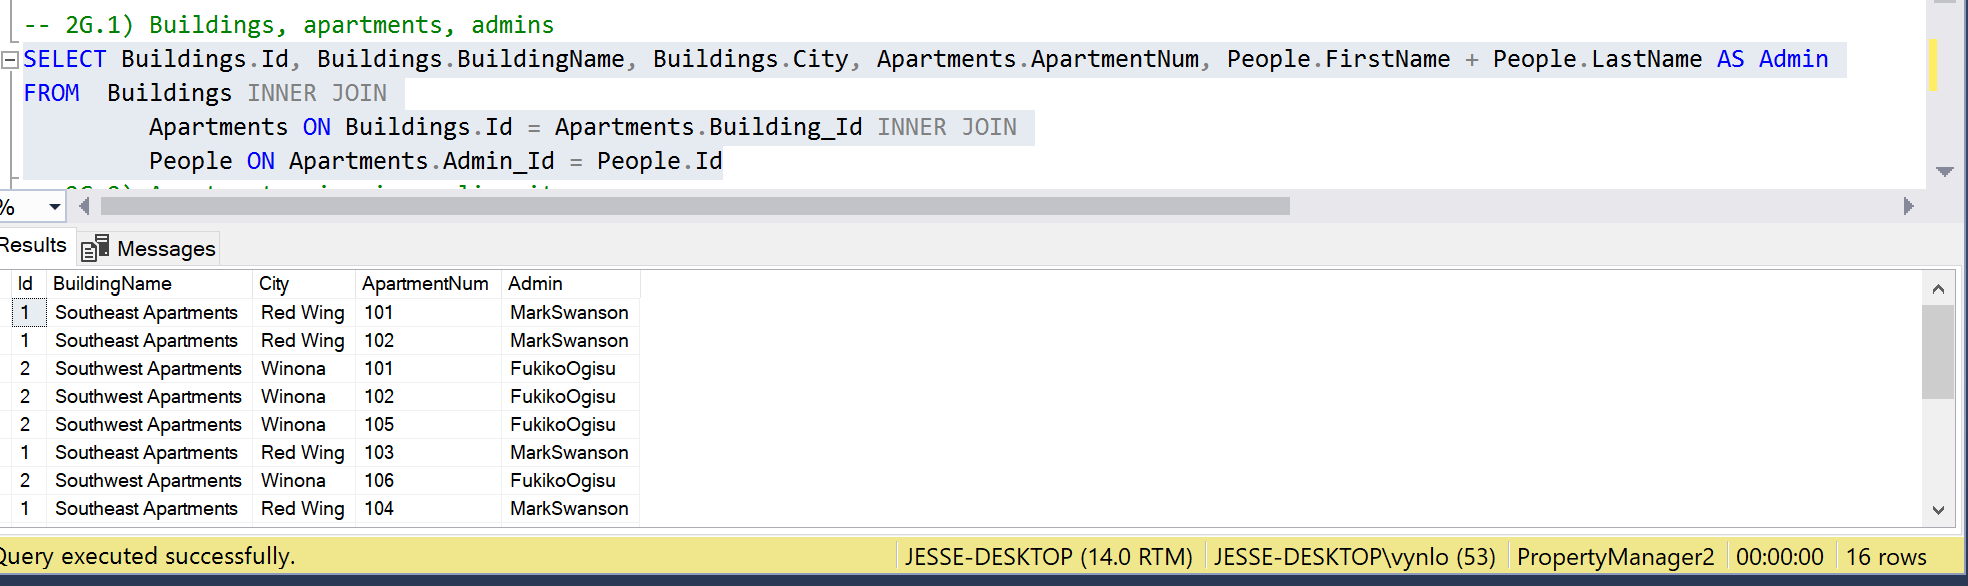 -- 2G.1) Buildings, apartments, admins
SELECT Buildings.Id, Buildings.BuildingName, Buildings.City, Apartments.ApartmentNum, People.FirstName + People.LastName AS Admin
FROM  Buildings INNER JOIN
Apartments ON Buildings.Id = Apartments.Building_Id INNER JOIN
People ON Apartments.Admin_Id = People.Id
%
Results Messages
Id BuildingName City ApartmentNum Admin
1 Southeast Apartments Red Wing 101 MarkSwanson
1 Southeast Apartments Red Wing 102 MarkSwanson
2 Southwest Apartments Winona 101 FukikoOgisu
2 Southwest Apartments Winona 102 FukikoOgisu
2 Southwest Apartments Winona 105 FukikoOgisu
1 Southeast Apartments Red Wing 103 MarkSwanson
2 Southwest Apartments Winona 106 FukikoOgisu
1 Southeast Apartments Red Wing 104 MarkSwanson
Query executed successfully. JESSE-DESKTOP (14.0 RTM) JESSE-DESKTOP\vynlo (53) PropertyManager2 00:00:00 16 rows